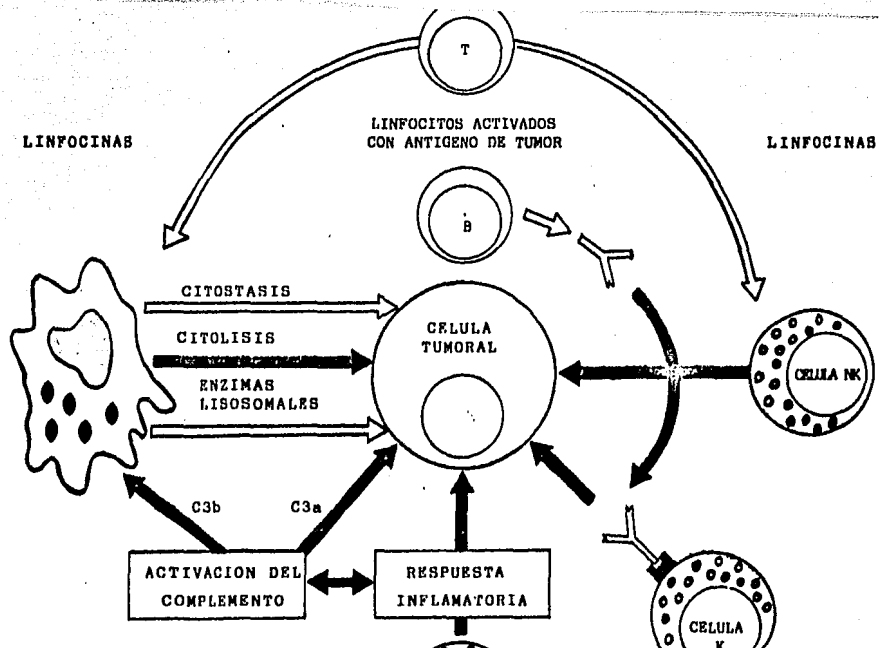 T
LINFOCINAS
LINFOCITOS ACTIVADOS
CON ANTIGENO DE TUMOR
LINFOCINAS
B
CITOSTASIS
CITOLISIS
ENZIMAS
LISOSOMALES
CELULA
TUMORAL
CELULA NK
C3b
C3a
ACTIVACION DEL
COMPLEMENTO
RESPUESTA
INFLAMATORIA
CELULA
K